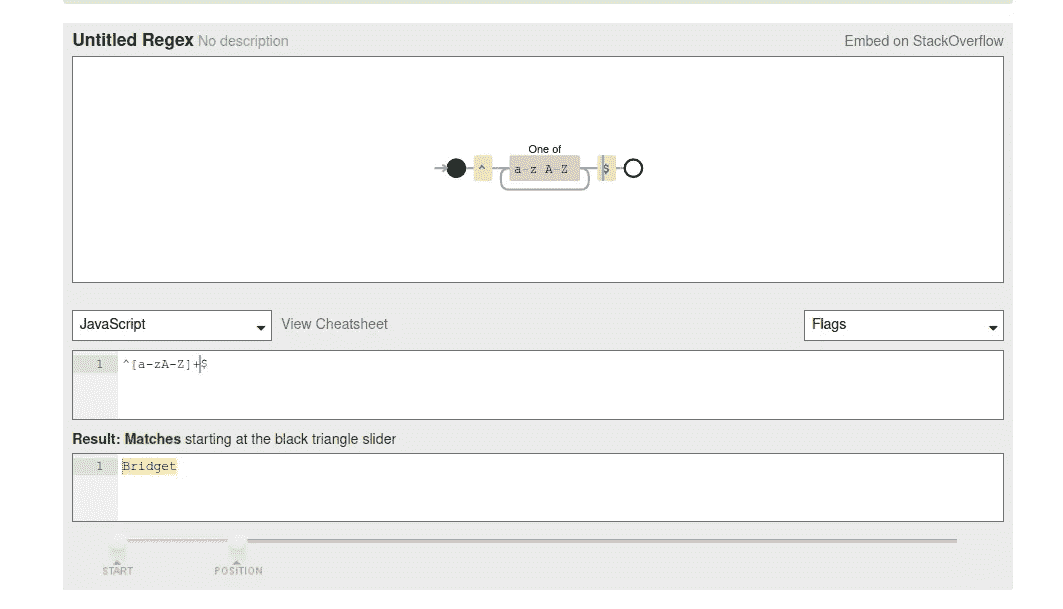 Untitled Regex No description
Embed on StackOverflow
One of
^ a-z A-Z $
JavaScript
View Cheatsheet
Flags
1 ^[a-zA-Z]+$
Result: Matches starting at the black triangle slider
1 Bridget
START POSITION